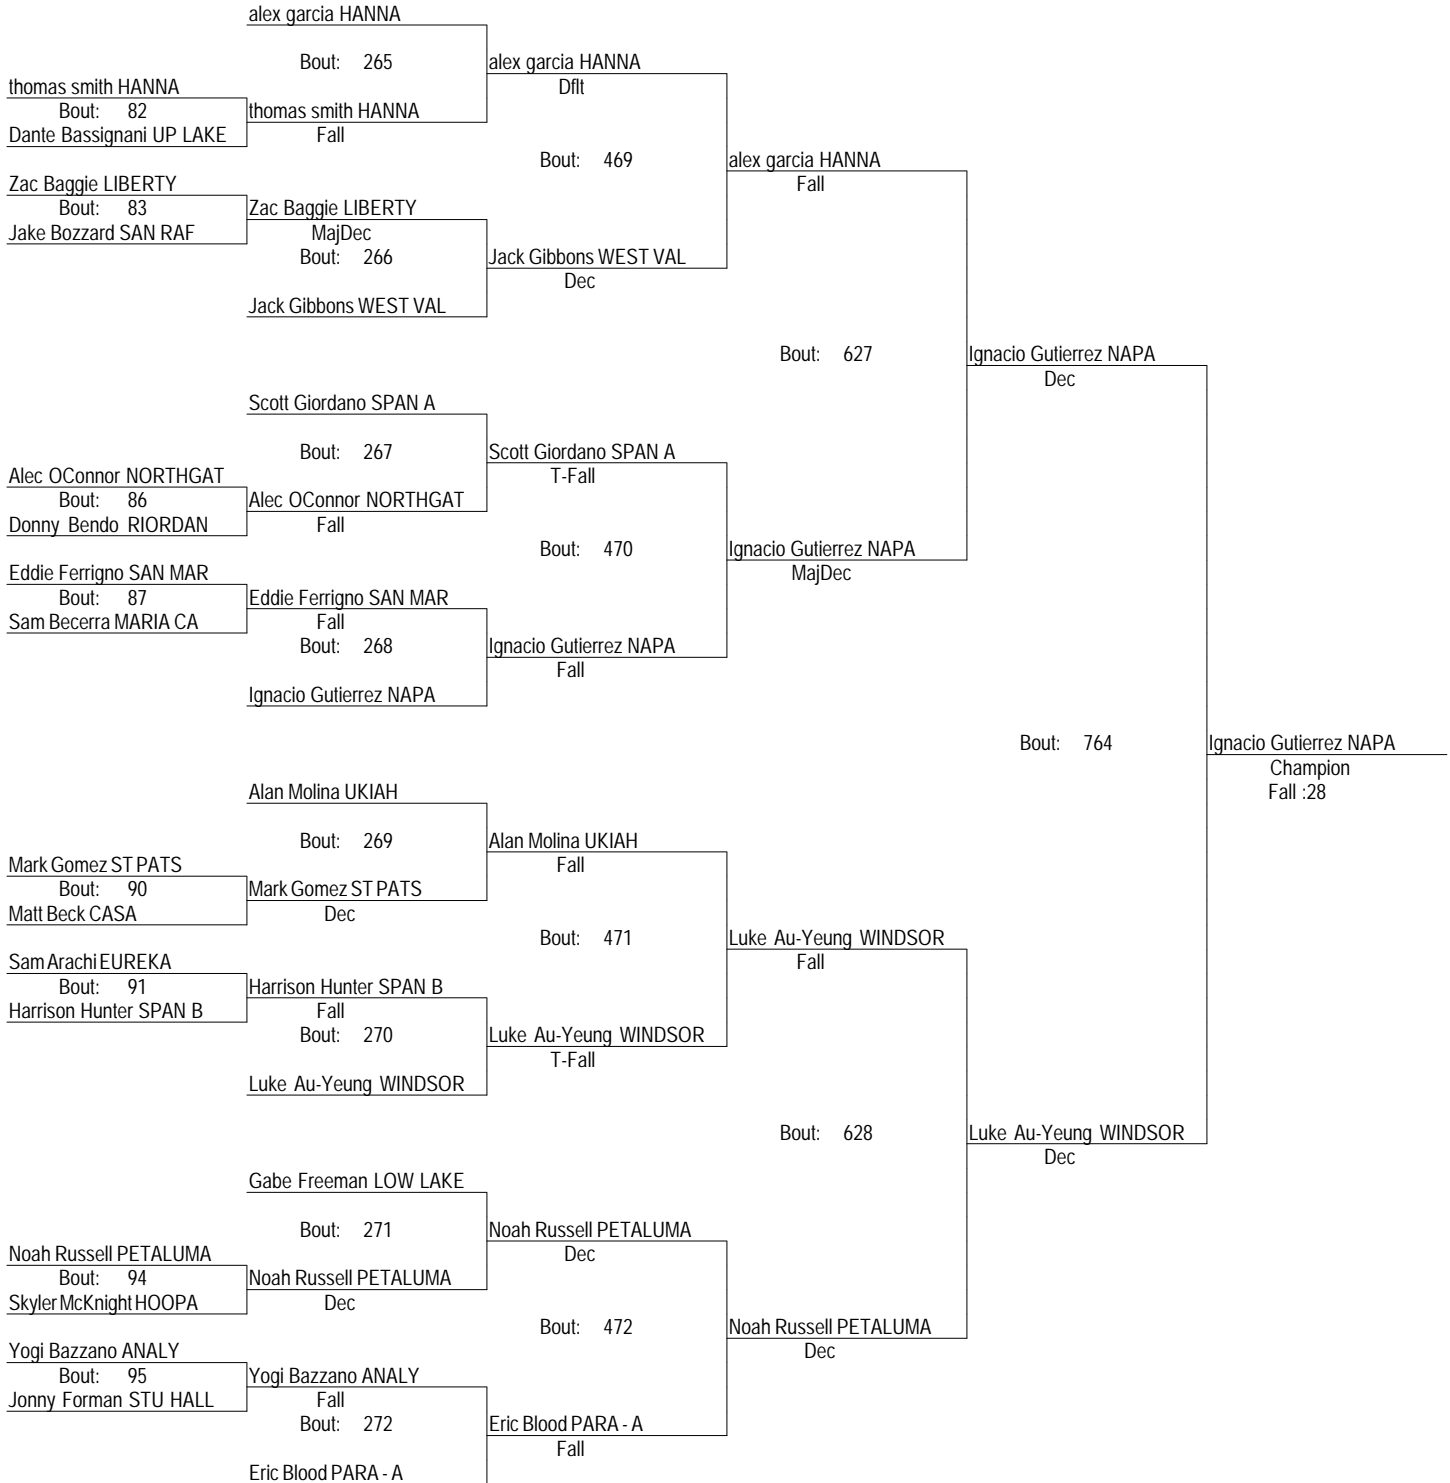 alex garcia HANNA
Bout: 265
alex garcia HANNA
thomas smith HANNA
Dflt
Bout: 82
thomas smith HANNA
Dante Bassignani UP LAKE
Fall
Bout: 469
alex garcia HANNA
Zac Baggie LIBERTY
Fall
Bout: 83
Zac Baggie LIBERTY
Jake Bozzard SAN RAF
MajDec
Bout: 266
Jack Gibbons WEST VAL
Dec
Jack Gibbons WEST VAL
Bout: 627
Ignacio Gutierrez NAPA
Dec
Scott Giordano SPAN A
Bout: 267
Scott Giordano SPAN A
Alec OConnor NORTHGAT
T-Fall
Bout: 86
Alec OConnor NORTHGAT
Donny Bendo RIORDAN
Fall
Bout: 470
Ignacio Gutierrez NAPA
Eddie Ferrigno SAN MAR
MajDec
Bout: 87
Eddie Ferrigno SAN MAR
Sam Becerra MARIA CA
Fall
Bout: 268
Ignacio Gutierrez NAPA
Fall
Ignacio Gutierrez NAPA
Bout: 764
Ignacio Gutierrez NAPA
Champion
Fall :28
Alan Molina UKIAH
Bout: 269
Alan Molina UKIAH
Mark Gomez ST PATS
Fall
Bout: 90
Mark Gomez ST PATS
Matt Beck CASA
Dec
Bout: 471
Luke Au-Yeung WINDSOR
Sam Arachi EUREKA
Fall
Bout: 91
Harrison Hunter SPAN B
Harrison Hunter SPAN B
Fall
Bout: 270
Luke Au-Yeung WINDSOR
T-Fall
Luke Au-Yeung WINDSOR
Bout: 628
Luke Au-Yeung WINDSOR
Dec
Gabe Freeman LOW LAKE
Bout: 271
Noah Russell PETALUMA
Noah Russell PETALUMA
Dec
Bout: 94
Noah Russell PETALUMA
Skyler McKnight HOOPA
Dec
Bout: 472
Noah Russell PETALUMA
Yogi Bazzano ANALY
Dec
Bout: 95
Yogi Bazzano ANALY
Jonny Forman STU HALL
Fall
Bout: 272
Eric Blood PARA - A
Fall
Eric Blood PARA - A